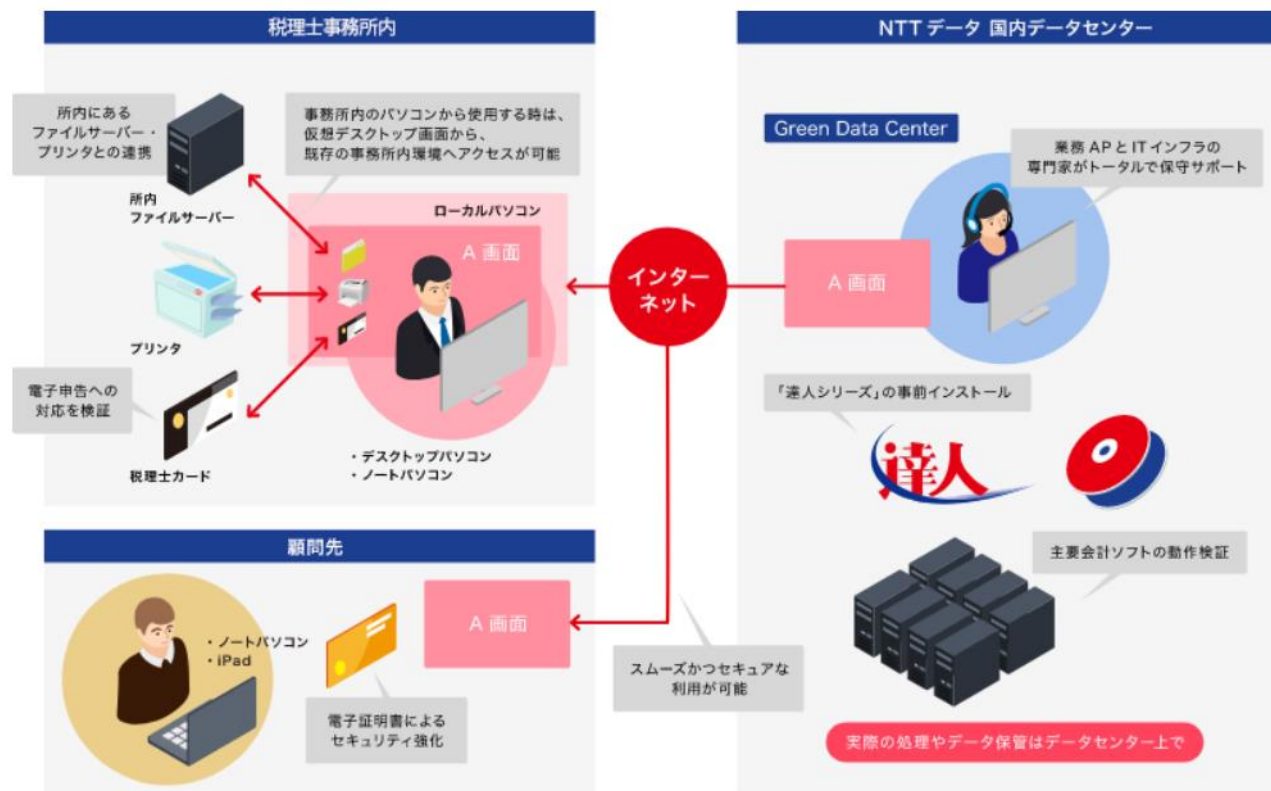 税理士事務所内
所内にある
ファイルサーバー・
プリンタとの連携
事務所内のパソコンから使用する時は、
仮想デスクトップ画面から、
既存の事務所内環境へアクセスが可能
所内
ファイルサーバー
ローカルパソコン
A 画面
プリンタ
電子申告への
対応を検証
税理士カード
・デスクトップパソコン
・ノートパソコン
顧問先
・ノートパソコン
・iPad
A 画面
電子証明書による
セキュリティ強化
インター
ネット
スムーズかつセキュアな
利用が可能
NTT データ 国内データセンター
Green Data Center
業務 AP と IT インフラの
専門家がトータルで保守サポート
A 画面
「達人シリーズ」の事前インストール
達人
主要会計ソフトの動作検証
実際の処理やデータ保管はデータセンター上で